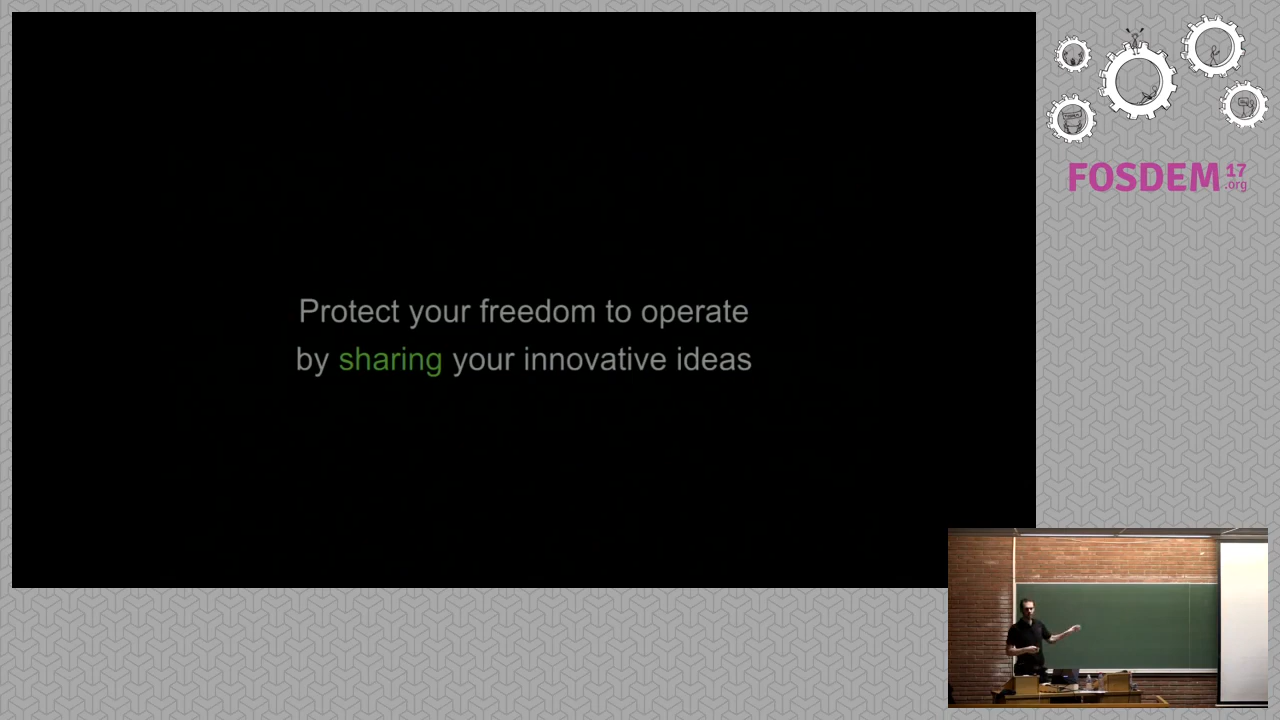 Protect your freedom to operate
by sharing your innovative ideas
FOSDEM 17
.org